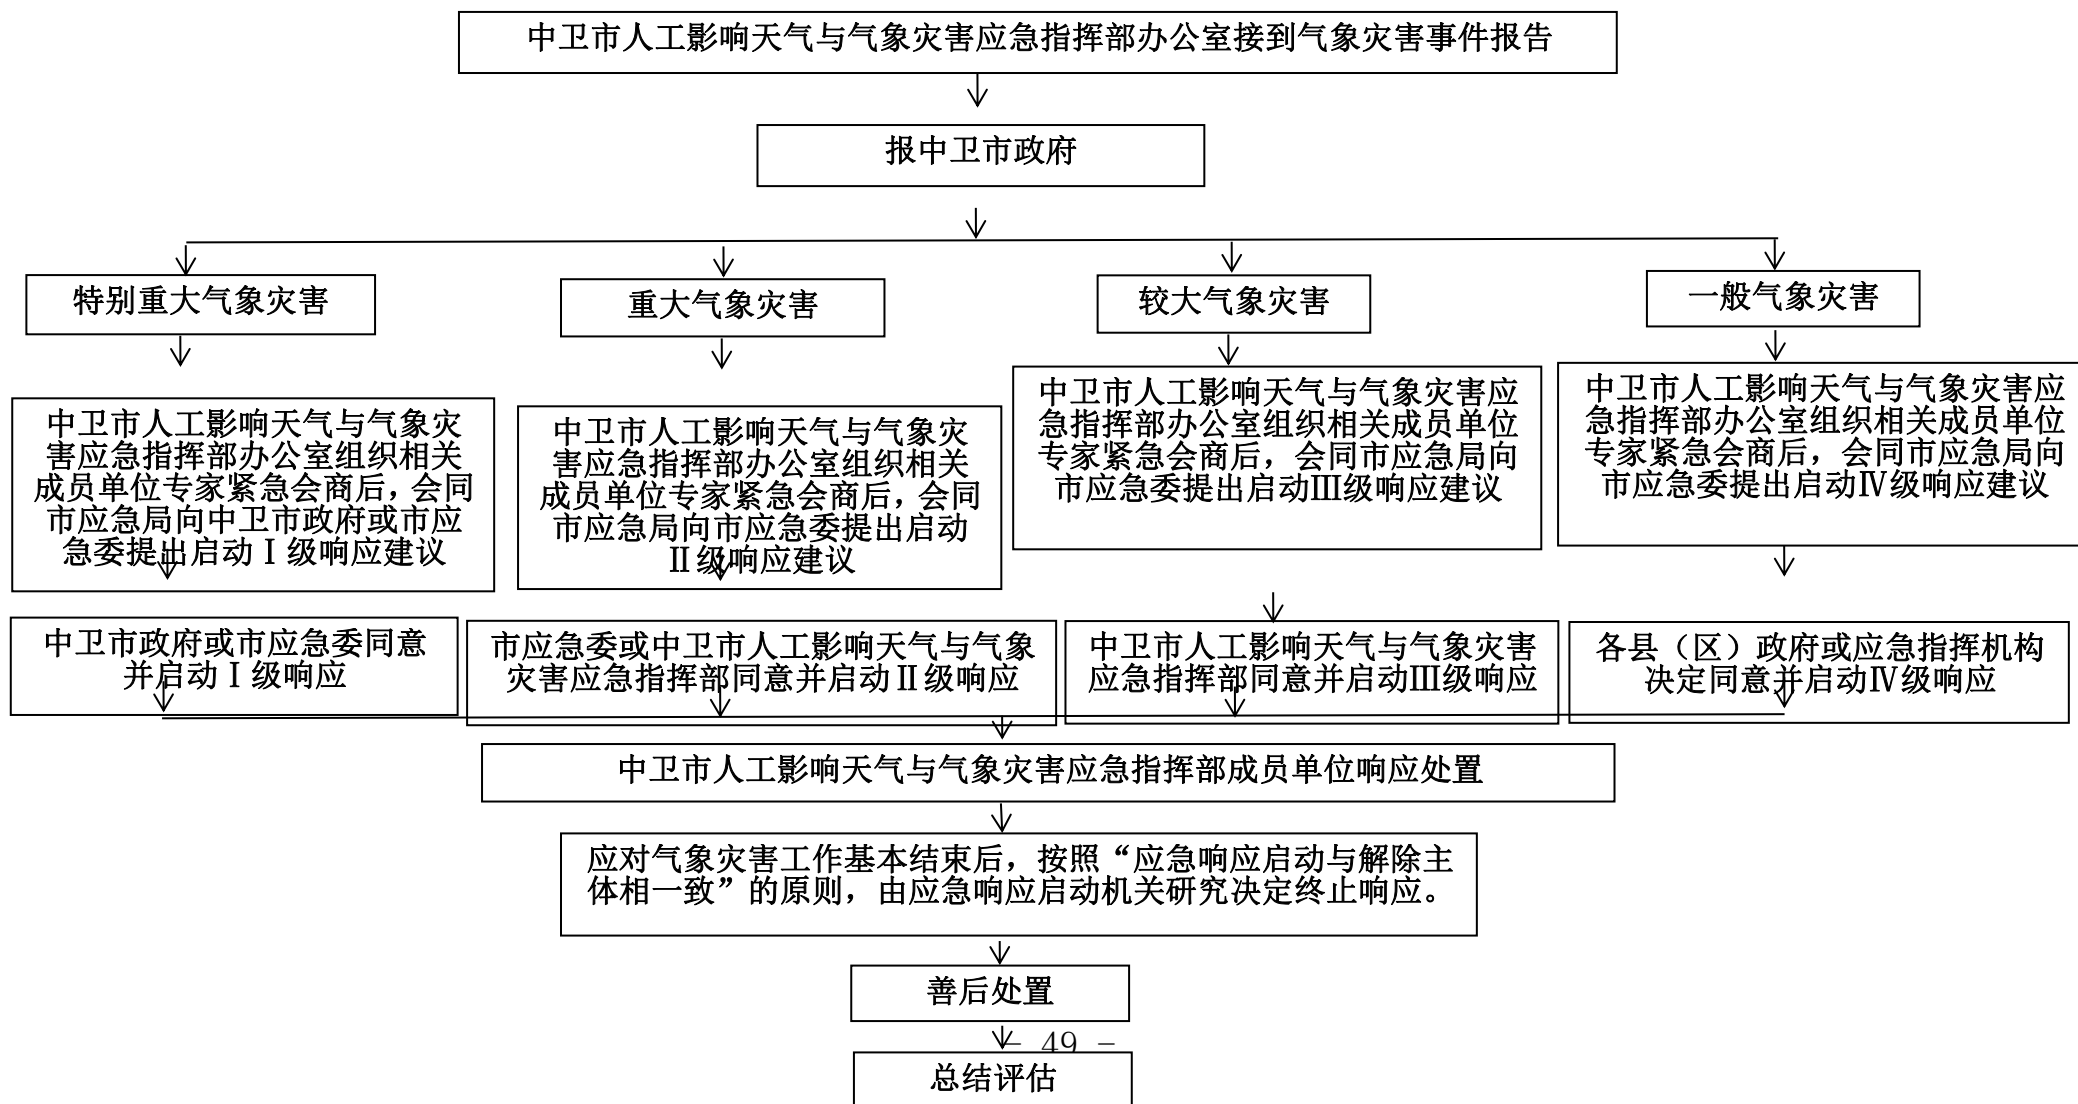 中卫市人工影响天气与气象灾害应急指挥部办公室接到气象灾害事件报告
报中卫市政府
特别重大气象灾害
重大气象灾害
较大气象灾害
一般气象灾害
中卫市人工影响天气与气象灾
害应急指挥部办公室组织相关
成员单位专家紧急会商后，会同
市应急局向中卫市政府或市应
急委提出启动Ⅰ级响应建议
中卫市人工影响天气与气象灾
害应急指挥部办公室组织相关
成员单位专家紧急会商后，会同
市应急局向市应急委提出启动
Ⅱ级响应建议
中卫市人工影响天气与气象灾害应
急指挥部办公室组织相关成员单位
专家紧急会商后，会同市应急局向
市应急委提出启动Ⅲ级响应建议
中卫市人工影响天气与气象灾害应
急指挥部办公室组织相关成员单位
专家紧急会商后，会同市应急局向
市应急委提出启动Ⅳ级响应建议
中卫市政府或市应急委同意
并启动Ⅰ级响应
市应急委或中卫市人工影响天气与气象
灾害应急指挥部同意并启动Ⅱ级响应
中卫市人工影响天气与气象灾害
应急指挥部同意并启动Ⅲ级响应
各县（区）政府或应急指挥机构
决定同意并启动Ⅳ级响应
中卫市人工影响天气与气象灾害应急指挥部成员单位响应处置
应对气象灾害工作基本结束后，按照“应急响应启动与解除主
体相一致”的原则，由应急响应启动机关研究决定终止响应。
善后处置
- 49 -
总结评估